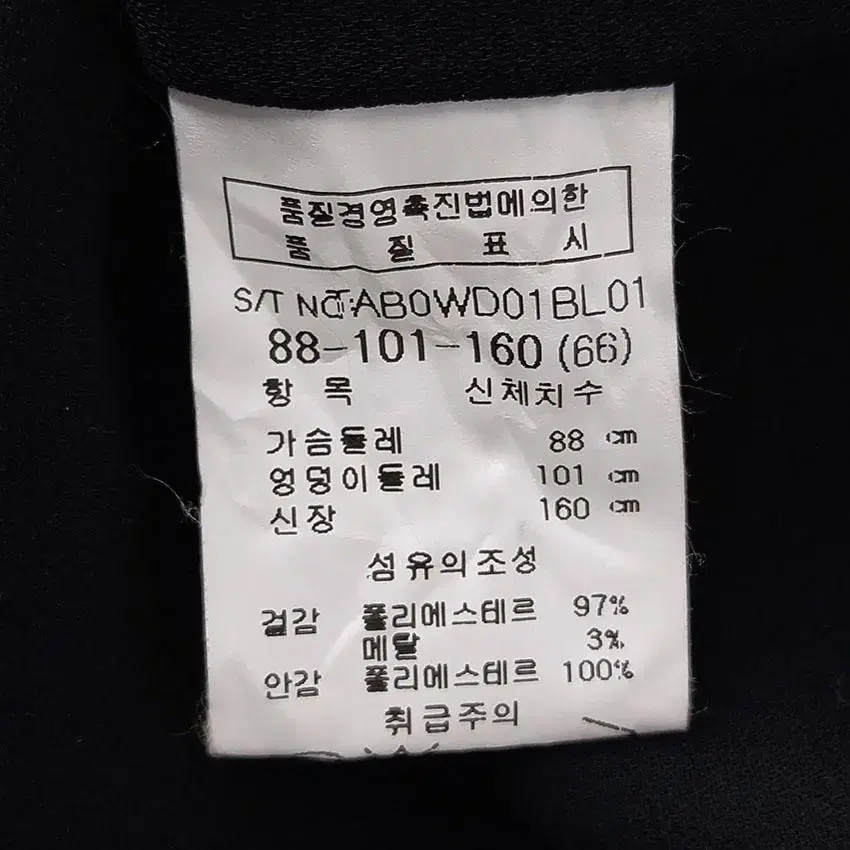 품질경영촉진법에의한
품 질 표 시
S/T NO:TAB0WD01BL01
88-101-160 (66)
항 목 신체치수
가슴둘레 88 cm
엉덩이둘레 101 cm
신장 160 cm
섬유의조성
겉감 폴리에스테르 97%
메탈 3%
안감 폴리에스테르 100%
취급주의